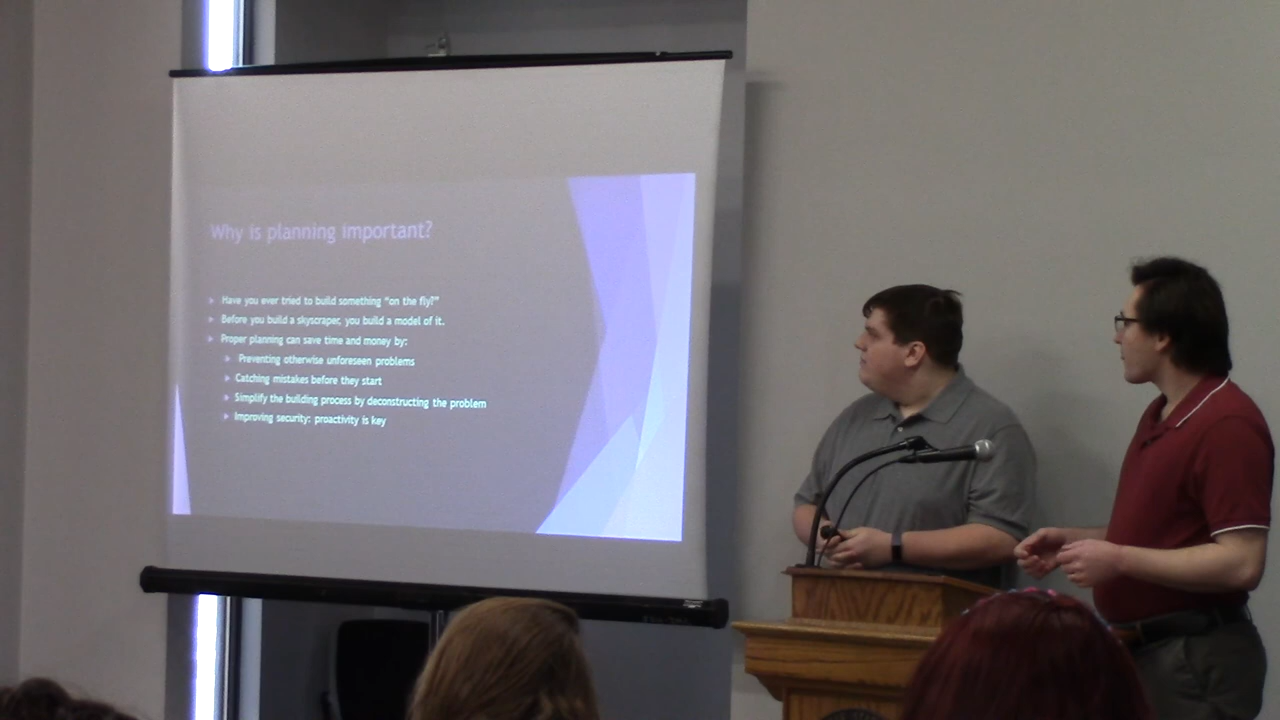 Why is planning important?
Have you ever tried to build something “on the fly?”
Before you build a skyscraper, you build a model of it.
Proper planning can save time and money by:
Preventing otherwise unforeseen problems
Catching mistakes before they start
Simplify the building process by deconstructing the problem
Improving security: proactivity is key